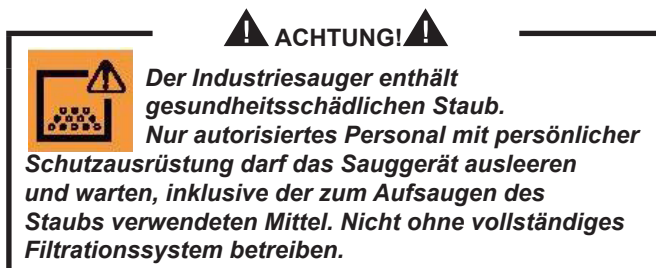 ACHTUNG!
Der Industriesauger enthält
gesundheitsschädlichen Staub.
Nur autorisiertes Personal mit persönlicher
Schutzausrüstung darf das Sauggerät ausleeren
und warten, inklusive der zum Aufsaugen des
Staubs verwendeten Mittel. Nicht ohne vollständiges
Filtrationssystem betreiben.